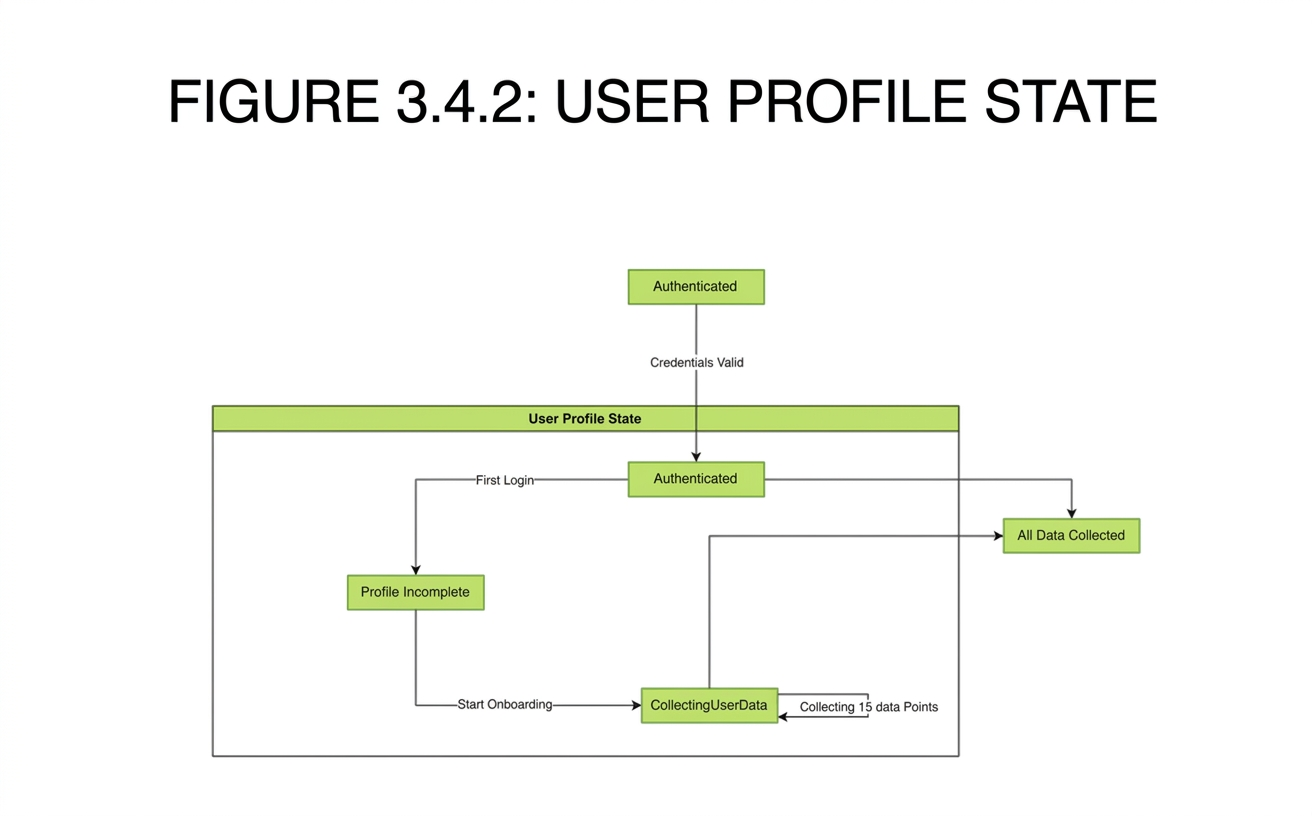 FIGURE 3.4.2: USER PROFILE STATE
Authenticated
Credentials Valid
User Profile State
First Login
Authenticated
All Data Collected
Profile Incomplete
Start Onboarding
CollectingUserData
Collecting 15 data Points